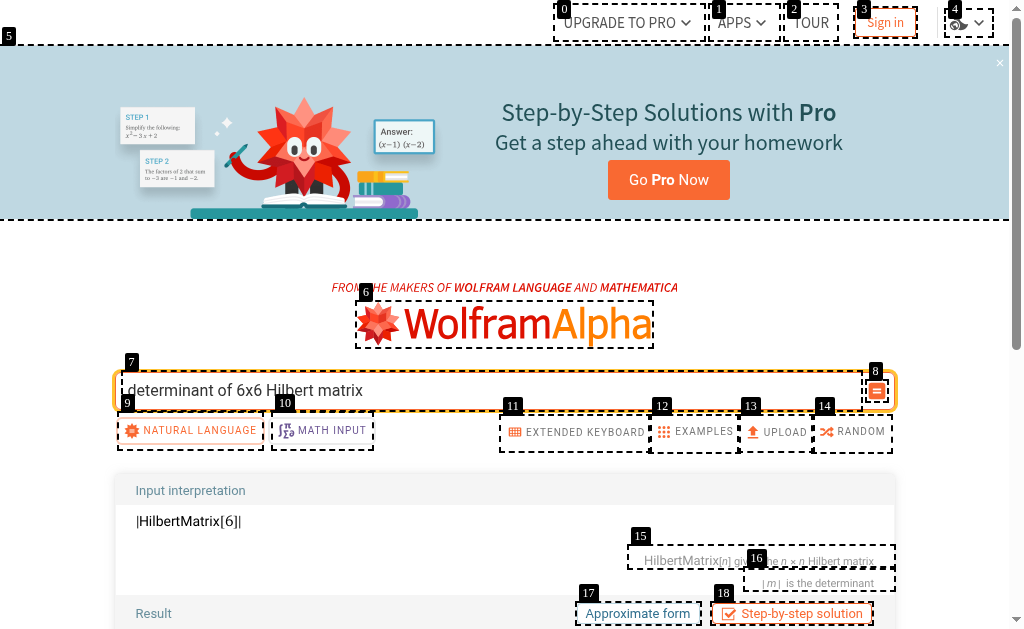 0 UPGRADE TO PRO
1 APPS
2 TOUR
3 Sign in
4
5
×
STEP 1
Simplify the following:
x² − 3 x + 2
STEP 2
The factors of 2 that sum
to −3 are −1 and −2.
Answer:
(x−1) (x−2)
Step-by-Step Solutions with Pro
Get a step ahead with your homework
Go Pro Now
FROM THE MAKERS OF WOLFRAM LANGUAGE AND MATHEMATICA
6
WolframAlpha
7
8
determinant of 6x6 Hilbert matrix
=
9 NATURAL LANGUAGE
10 MATH INPUT
11 EXTENDED KEYBOARD
12 EXAMPLES
13 UPLOAD
14 RANDOM
Input interpretation
|HilbertMatrix[6]|
15
HilbertMatrix[n] gives the n × n Hilbert matrix
16
|m| is the determinant
17
18
Result
Approximate form
Step-by-step solution